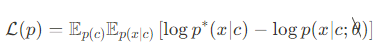 ℒ(p) = 𝔼_{p(c)}𝔼_{p(x|c)} [log p*(x|c) − log p(x|c; θ)]